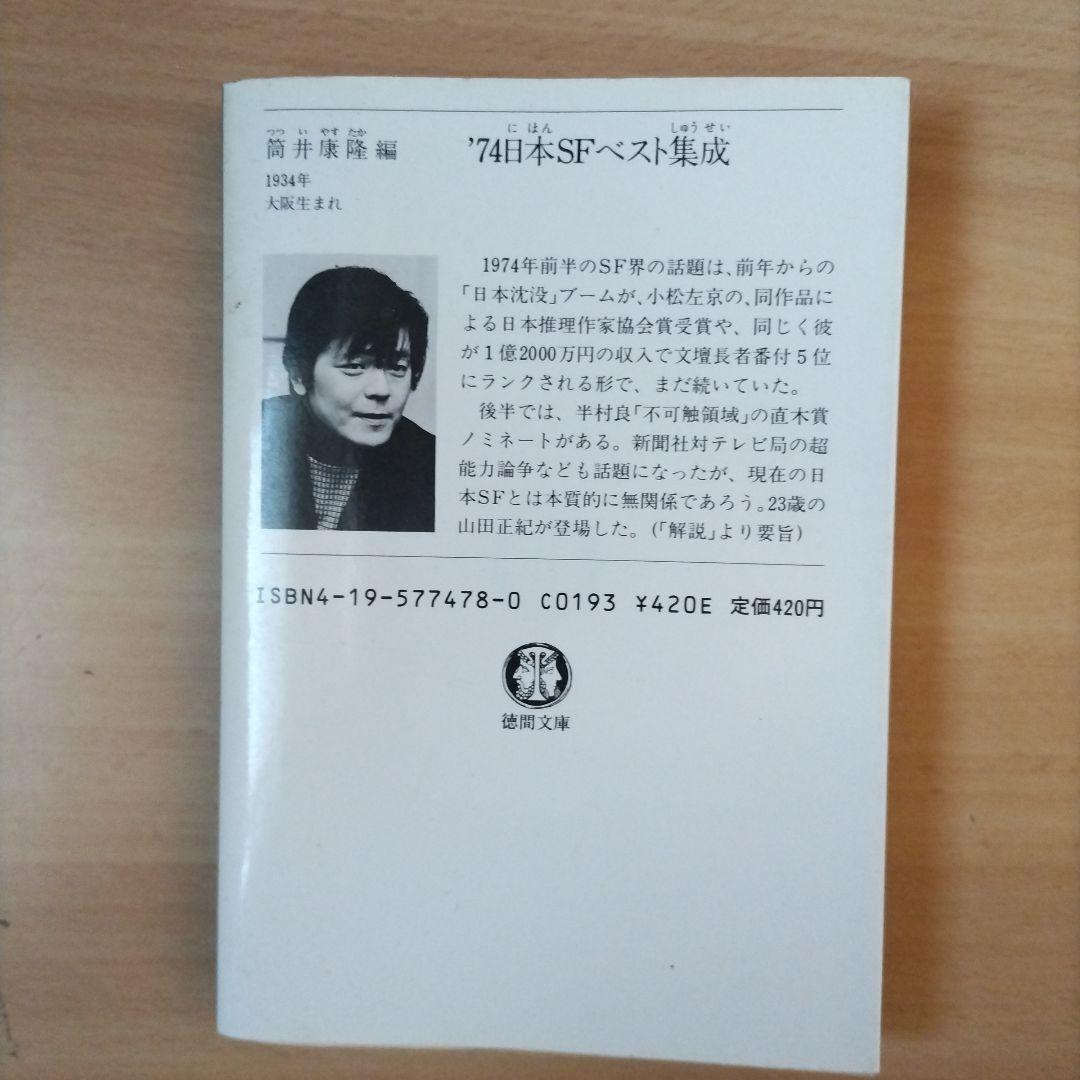 つつ い やす たか
筒井康隆編
1934年
大阪生まれ
にほん しゅうせい
’74日本SFベスト集成
1974年前半のSF界の話題は、前年からの
「日本沈没」ブームが、小松左京の、同作品に
よる日本推理作家協会賞受賞や、同じく彼
が1億2000万円の収入で文壇長者番付5位
にランクされる形で、まだ続いていた。
後半では、半村良「不可触領域」の直木賞
ノミネートがある。新聞社対テレビ局の超
能力論争なども話題になったが、現在の日
本SFとは本質的に無関係であろう。23歳の
山田正紀が登場した。(「解説」より要旨)
ISBN4-19-577478-0 C0193 ¥420E 定価420円
徳間文庫